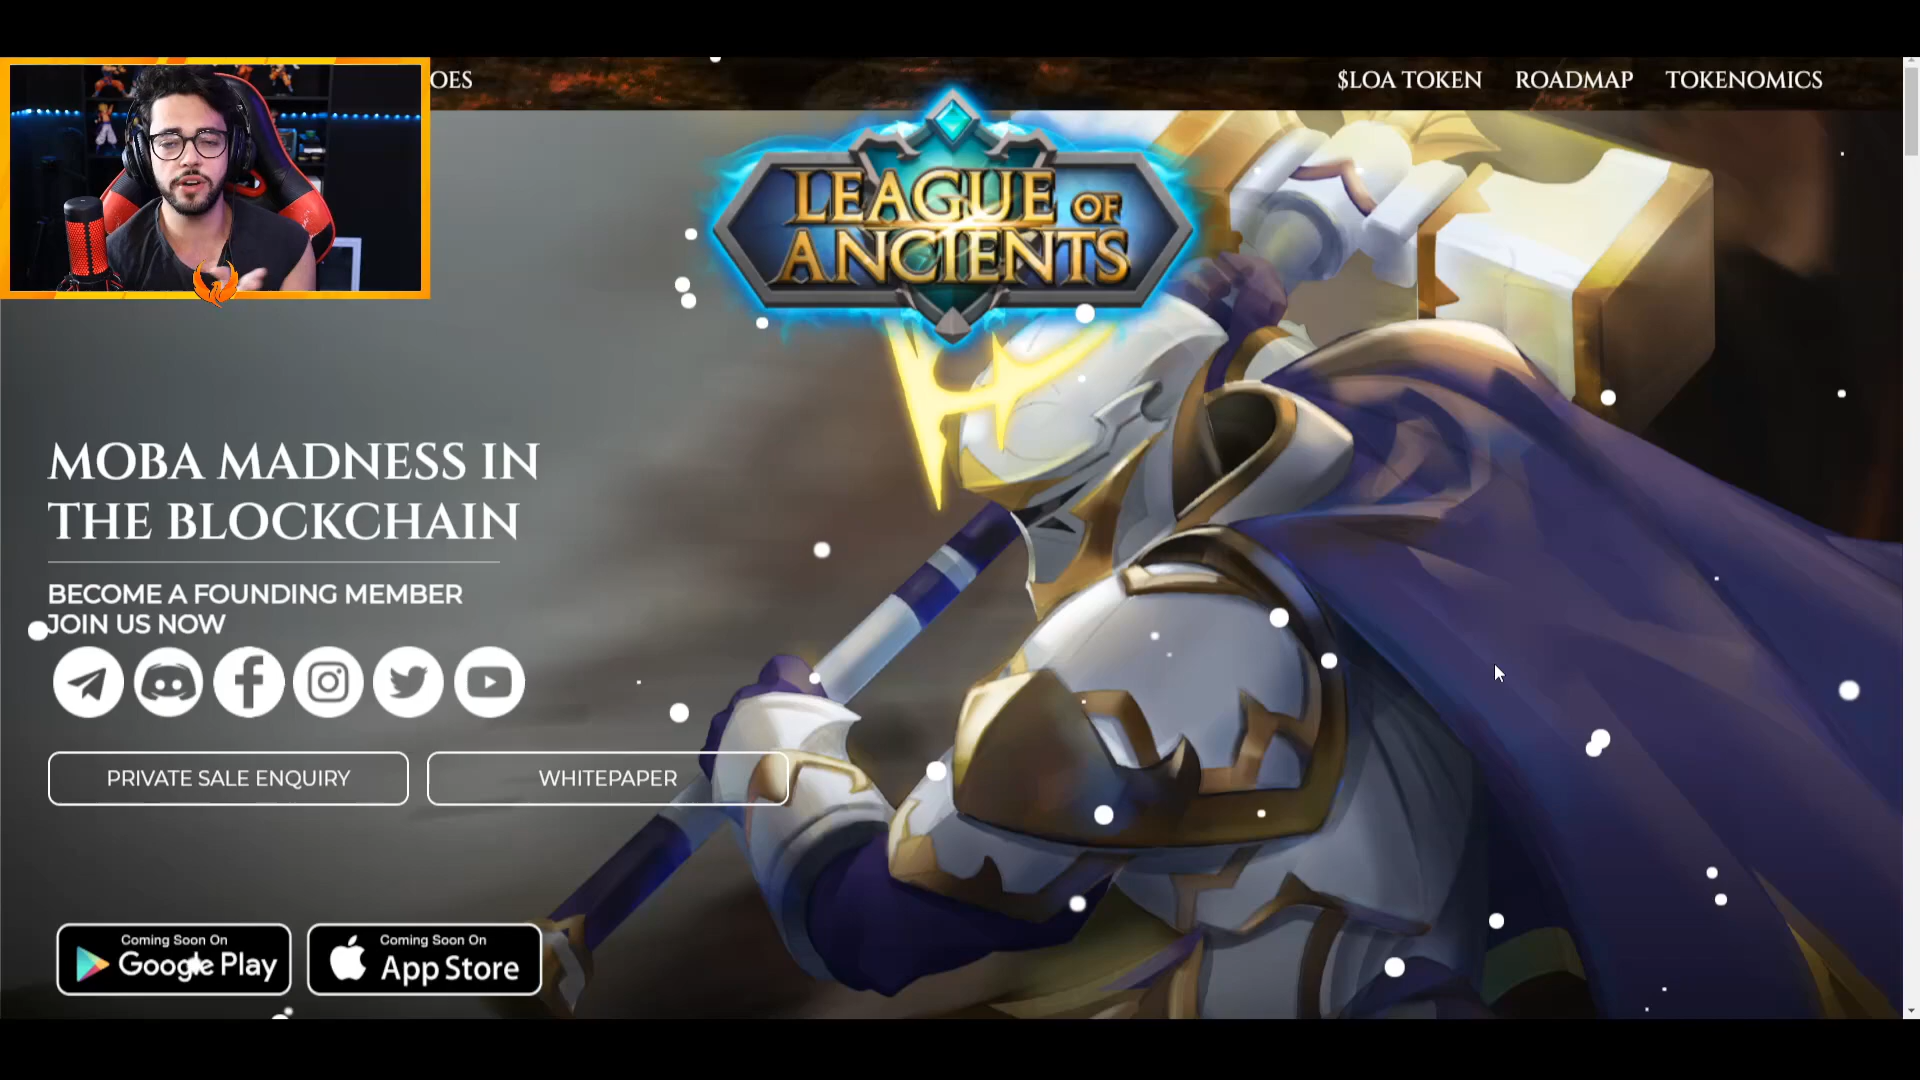 OES
$LOA TOKEN
ROADMAP
TOKENOMICS
LEAGUE OF
ANCIENTS
MOBA MADNESS IN
THE BLOCKCHAIN
BECOME A FOUNDING MEMBER
JOIN US NOW
PRIVATE SALE ENQUIRY
WHITEPAPER
Coming Soon On
Google Play
Coming Soon On
App Store